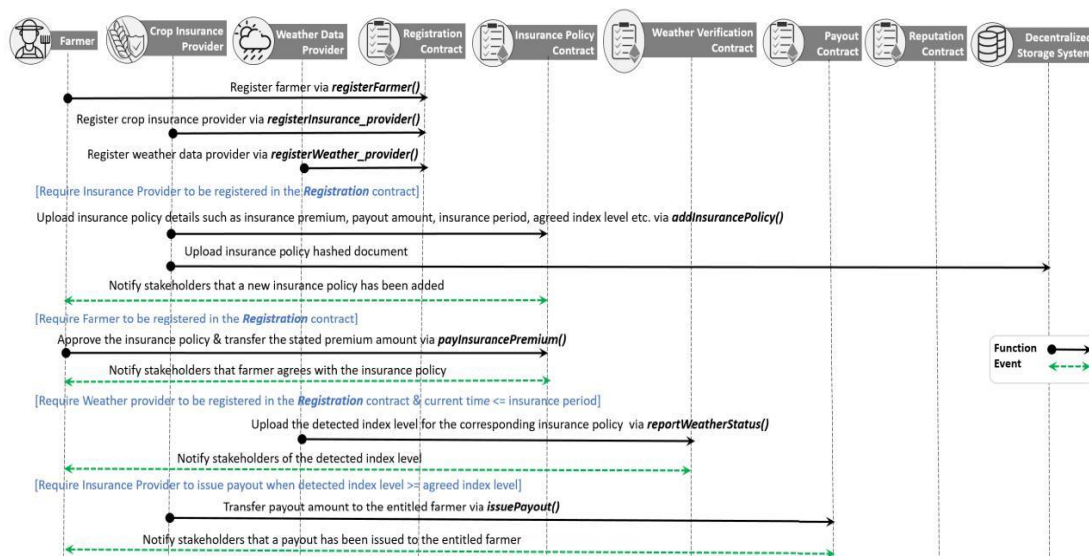 Farmer
Crop Insurance
Provider
Weather Data
Provider
Registration
Contract
Insurance Policy
Contract
Weather Verification
Contract
Payout
Contract
Reputation
Contract
Decentralized
Storage System
Register farmer via registerFarmer()
Register crop insurance provider via registerInsurance_provider()
Register weather data provider via registerWeather_provider()
[Require Insurance Provider to be registered in the Registration contract]
Upload insurance policy details such as insurance premium, payout amount, insurance period, agreed index level etc. via addInsurancePolicy()
Upload insurance policy hashed document
Notify stakeholders that a new insurance policy has been added
[Require Farmer to be registered in the Registration contract]
Approve the insurance policy & transfer the stated premium amount via payInsurancePremium()
Function
Event
Notify stakeholders that farmer agrees with the insurance policy
[Require Weather provider to be registered in the Registration contract & current time <= insurance period]
Upload the detected index level for the corresponding insurance policy via reportWeatherStatus()
Notify stakeholders of the detected index level
[Require Insurance Provider to issue payout when detected index level >= agreed index level]
Transfer payout amount to the entitled farmer via issuePayout()
Notify stakeholders that a payout has been issued to the entitled farmer